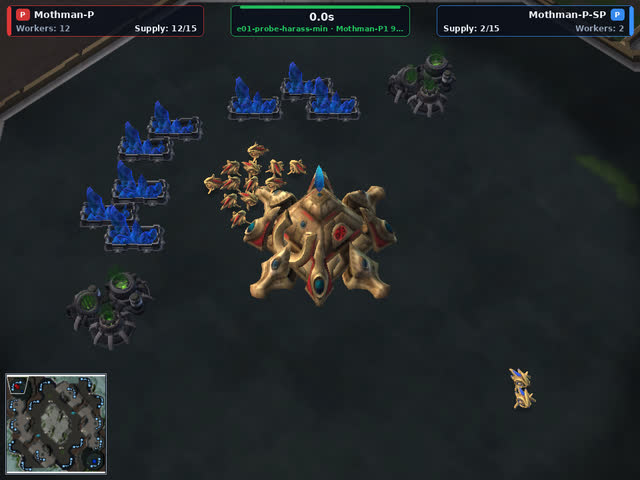 P Mothman-P
Workers: 12 Supply: 12/15
0.0s
e01-probe-harass-min · Mothman-P1 9...
Mothman-P-SP P
Supply: 2/15 Workers: 2